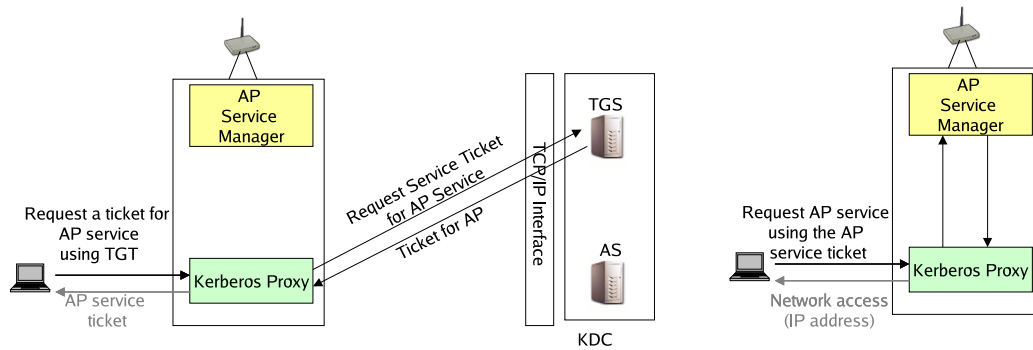 AP
Service
Manager
Request a ticket for
AP service
using TGT
Kerberos Proxy
AP service
ticket
Request Service Ticket
for AP Service
Ticket for AP
TCP/IP Interface
TGS
AS
KDC
AP
Service
Manager
Request AP service
using the AP
service ticket
Kerberos Proxy
Network access
(IP address)